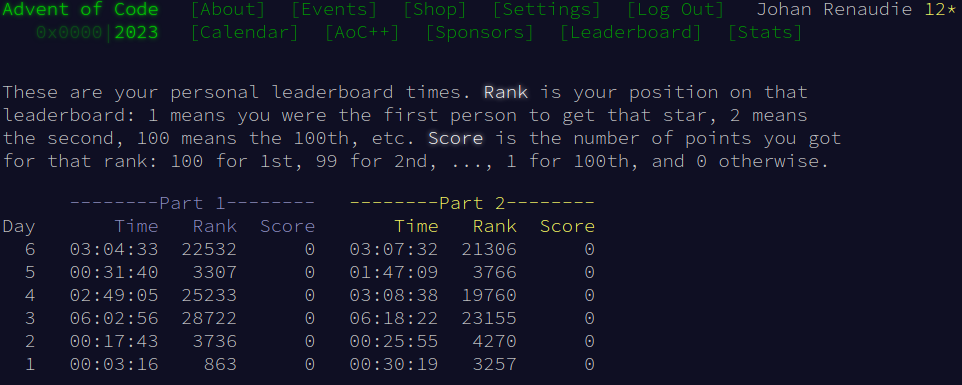 Advent of Code [About] [Events] [Shop] [Settings] [Log Out] Johan Renaudie 12*
0x0000|2023 [Calendar] [AoC++] [Sponsors] [Leaderboard] [Stats]
These are your personal leaderboard times. Rank is your position on that
leaderboard: 1 means you were the first person to get that star, 2 means
the second, 100 means the 100th, etc. Score is the number of points you got
for that rank: 100 for 1st, 99 for 2nd, ..., 1 for 100th, and 0 otherwise.
--------Part 1-------- --------Part 2--------
Day Time Rank Score Time Rank Score
6 03:04:33 22532 0 03:07:32 21306 0
5 00:31:40 3307 0 01:47:09 3766 0
4 02:49:05 25233 0 03:08:38 19760 0
3 06:02:56 28722 0 06:18:22 23155 0
2 00:17:43 3736 0 00:25:55 4270 0
1 00:03:16 863 0 00:30:19 3257 0